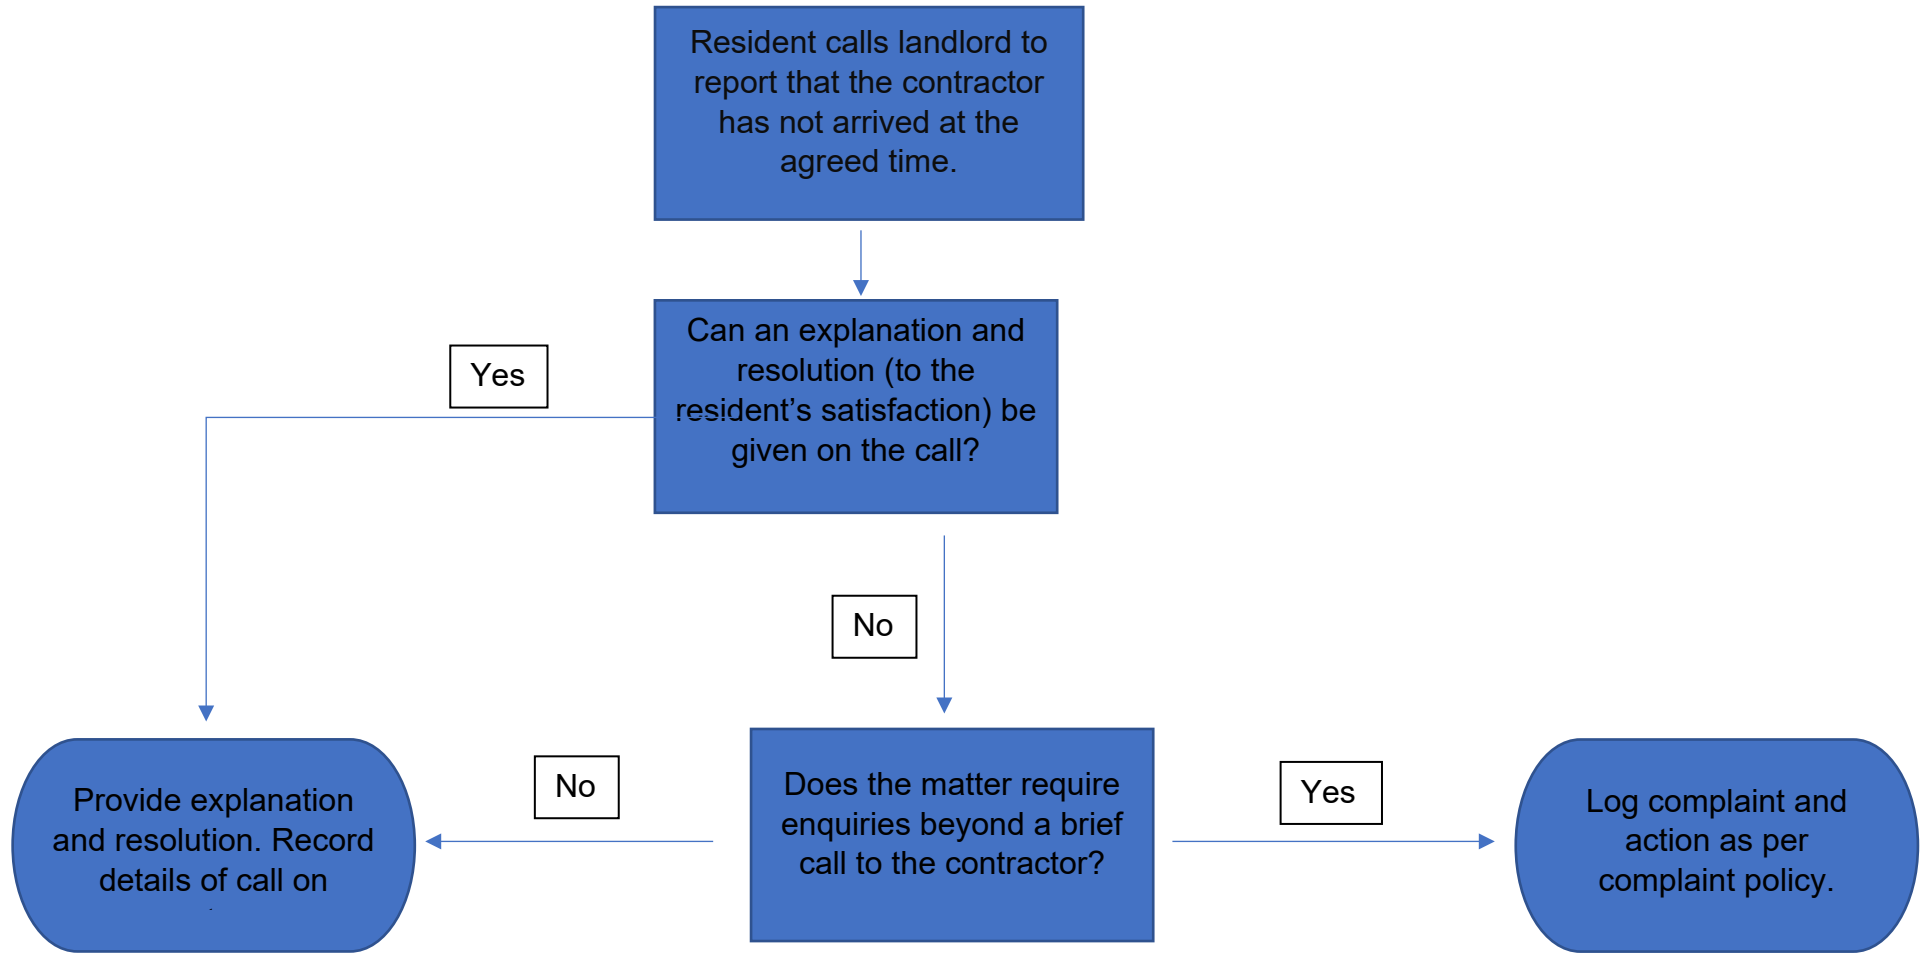 Resident calls landlord to
report that the contractor
has not arrived at the
agreed time.
Can an explanation and
resolution (to the
resident’s satisfaction) be
given on the call?
Yes
No
Does the matter require
enquiries beyond a brief
call to the contractor?
No
Yes
Provide explanation
and resolution. Record
details of call on
Log complaint and
action as per
complaint policy.